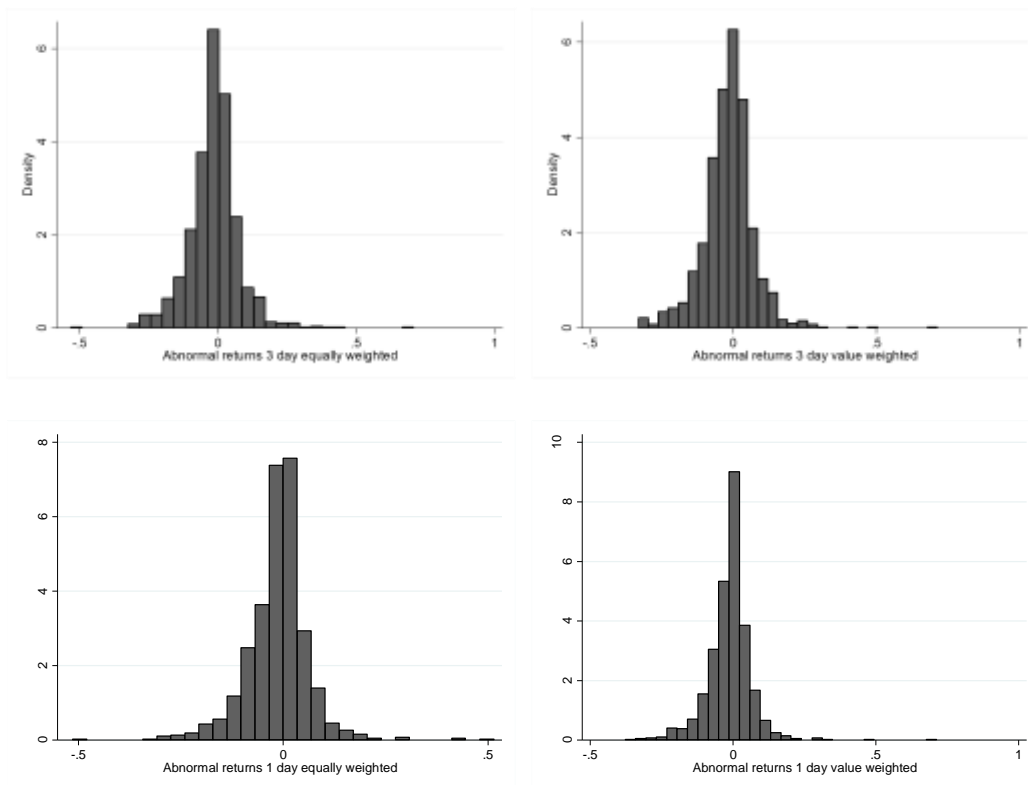 6
4
2
0
Density
-.5 0 .5 1
Abnormal returns 3 day equally weighted
6
4
2
0
Density
-.5 0 .5 1
Abnormal returns 3 day value weighted
8
6
4
2
0
-.5 0 .5
Abnormal returns 1 day equally weighted
10
8
6
4
2
0
-.5 0 .5 1
Abnormal returns 1 day value weighted